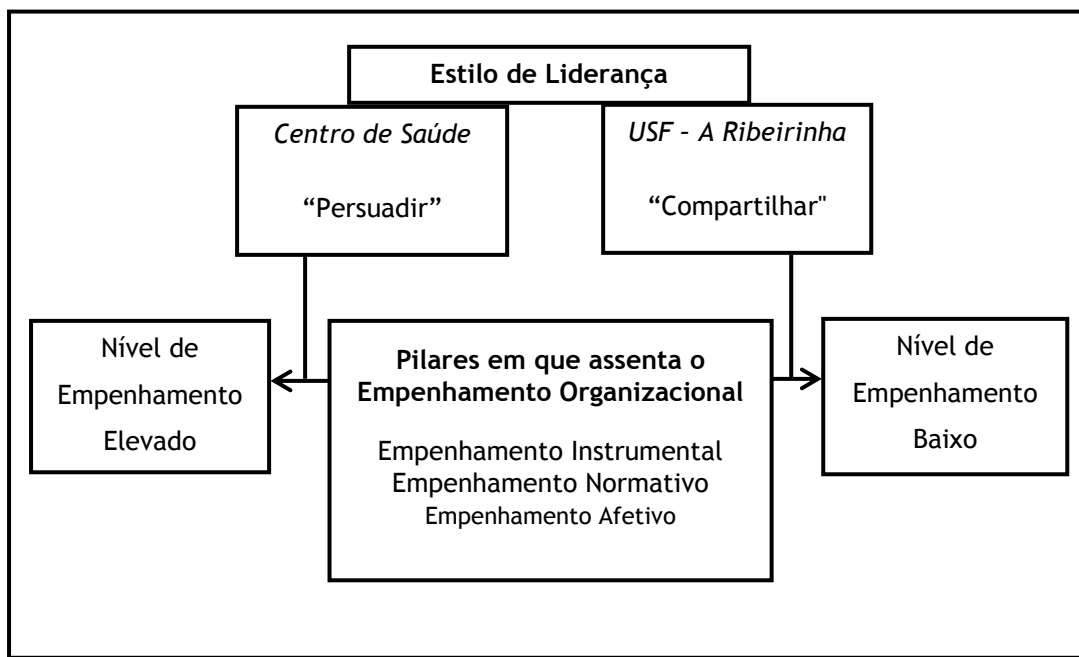 Estilo de Liderança
Centro de Saúde
“Persuadir”
USF – A Ribeirinha
“Compartilhar"
Nível de
Empenhamento
Elevado
Pilares em que assenta o
Empenhamento Organizacional
Empenhamento Instrumental
Empenhamento Normativo
Empenhamento Afetivo
Nível de
Empenhamento
Baixo